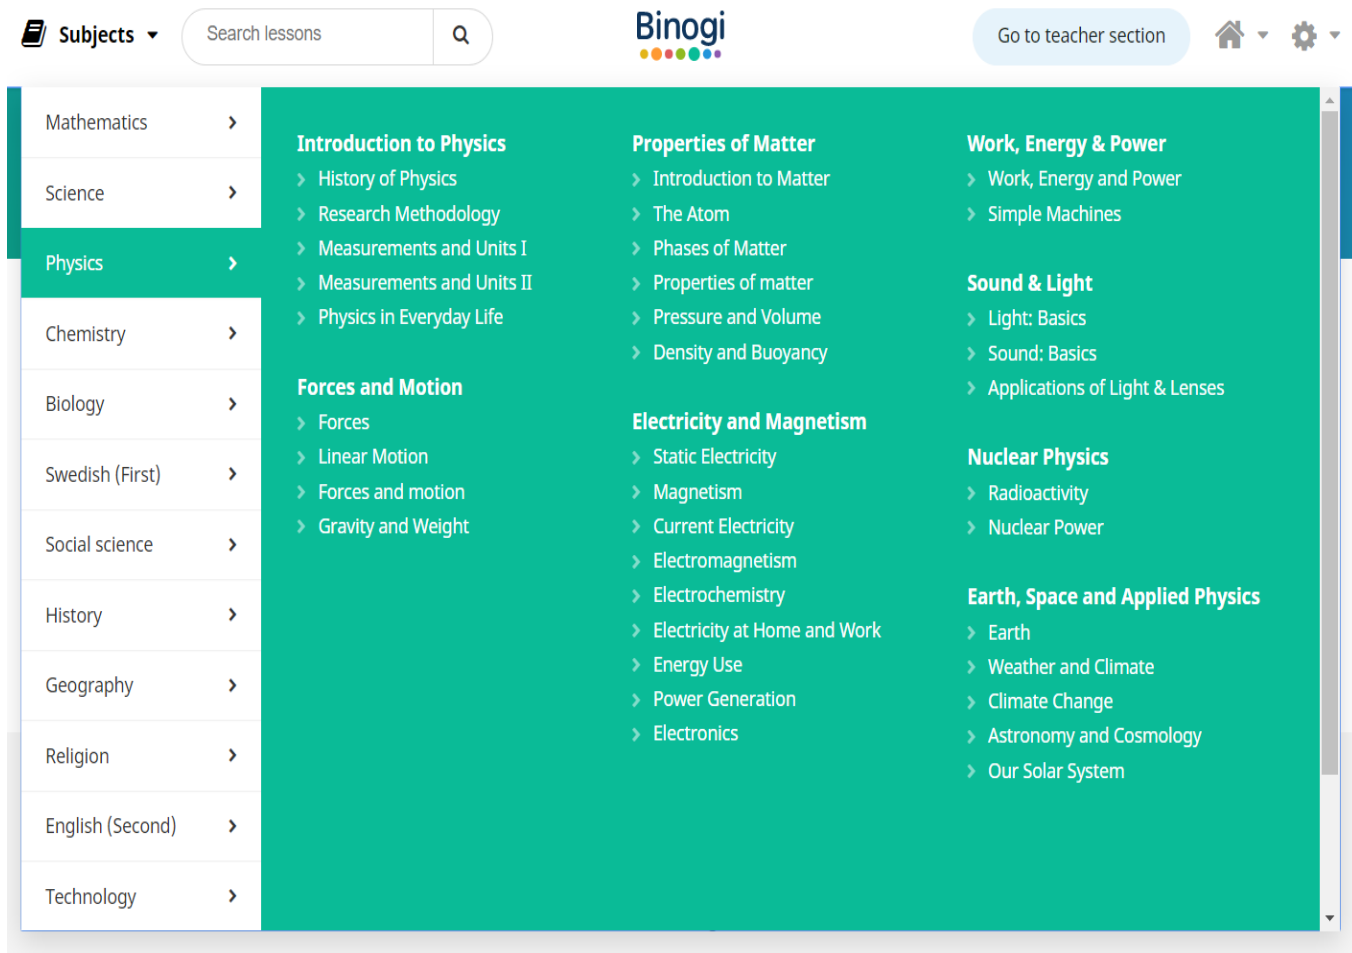 Subjects
Search lessons
Binogi
Go to teacher section
Mathematics
Science
Physics
Chemistry
Biology
Swedish (First)
Social science
History
Geography
Religion
English (Second)
Technology
Introduction to Physics
History of Physics
Research Methodology
Measurements and Units I
Measurements and Units II
Physics in Everyday Life
Forces and Motion
Forces
Linear Motion
Forces and motion
Gravity and Weight
Properties of Matter
Introduction to Matter
The Atom
Phases of Matter
Properties of matter
Pressure and Volume
Density and Buoyancy
Electricity and Magnetism
Static Electricity
Magnetism
Current Electricity
Electromagnetism
Electrochemistry
Electricity at Home and Work
Energy Use
Power Generation
Electronics
Work, Energy & Power
Work, Energy and Power
Simple Machines
Sound & Light
Light: Basics
Sound: Basics
Applications of Light & Lenses
Nuclear Physics
Radioactivity
Nuclear Power
Earth, Space and Applied Physics
Earth
Weather and Climate
Climate Change
Astronomy and Cosmology
Our Solar System